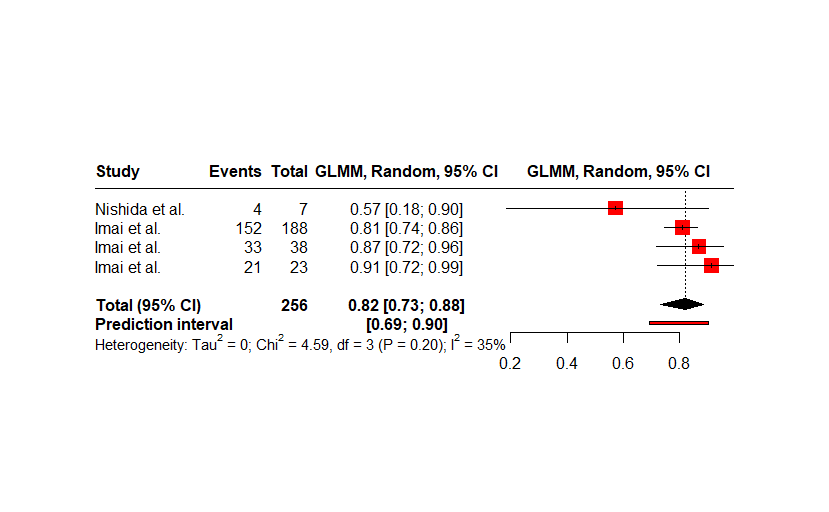 Study Events Total GLMM, Random, 95% CI GLMM, Random, 95% CI
Nishida et al. 4 7 0.57 [0.18; 0.90]
Imai et al. 152 188 0.81 [0.74; 0.86]
Imai et al. 33 38 0.87 [0.72; 0.96]
Imai et al. 21 23 0.91 [0.72; 0.99]
Total (95% CI) 256 0.82 [0.73; 0.88]
Prediction interval [0.69; 0.90]
Heterogeneity: Tau² = 0; Chi² = 4.59, df = 3 (P = 0.20); I² = 35%
0.2 0.4 0.6 0.8